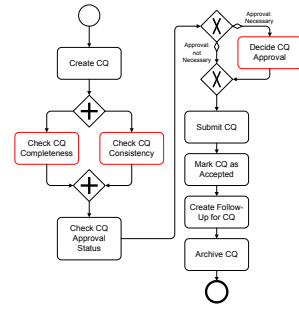 Create CQ
Check CQ
Completeness
Check CQ
Consistency
Check CQ
Approval
Status
Approval:
Necessary
Approval:
not
Necessary
Decide CQ
Approval
Submit CQ
Mark CQ as
Accepted
Create Follow-
Up for CQ
Archive CQ